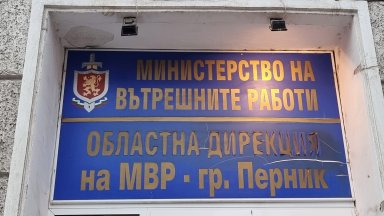 МИНИСТЕРСТВО НА
ВЪТРЕШНИТЕ РАБОТИ
ОБЛАСТНА ДИРЕКЦИЯ
на МВР - гр. Перник